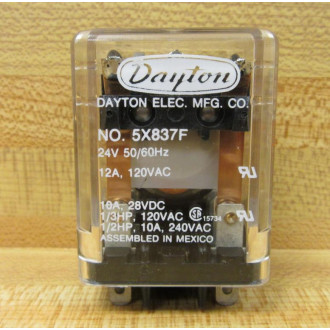 Dayton
DAYTON ELEC. MFG. CO.
NO. 5X837F
24V 50/60Hz
12A, 120VAC
10A, 28VDC
1/3HP, 120VAC
15734
1/2HP, 10A, 240VAC
ASSEMBLED IN MEXICO